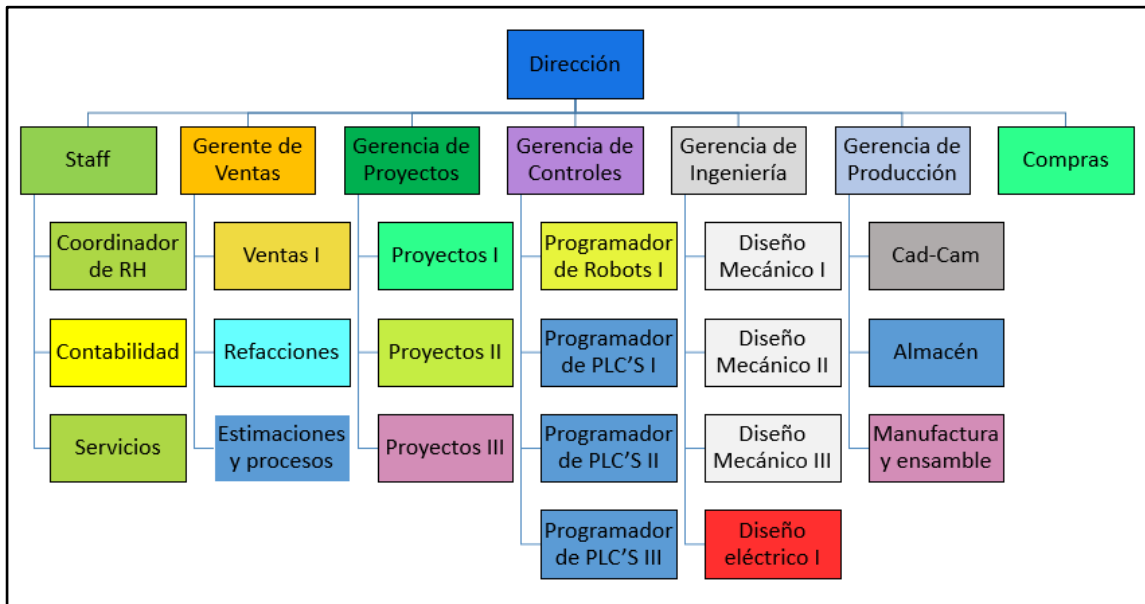 Dirección
Staff
Gerente de
Ventas
Gerencia de
Proyectos
Gerencia de
Controles
Gerencia de
Ingeniería
Gerencia de
Producción
Compras
Coordinador
de RH
Ventas I
Proyectos I
Programador
de Robots I
Diseño
Mecánico I
Cad-Cam
Contabilidad
Refacciones
Proyectos II
Programador
de PLC'S I
Diseño
Mecánico II
Almacén
Servicios
Estimaciones
y procesos
Proyectos III
Programador
de PLC'S II
Diseño
Mecánico III
Manufactura
y ensamble
Programador
de PLC'S III
Diseño
eléctrico I